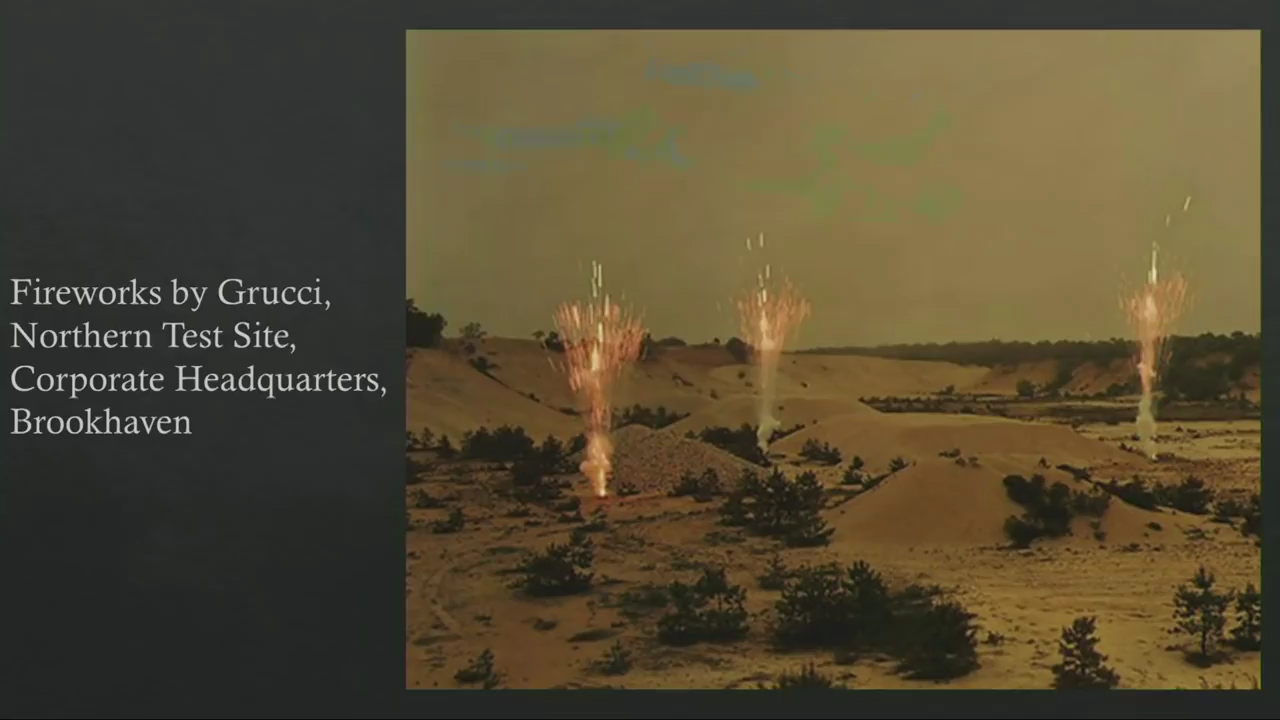 Fireworks by Grucci,
Northern Test Site,
Corporate Headquarters,
Brookhaven